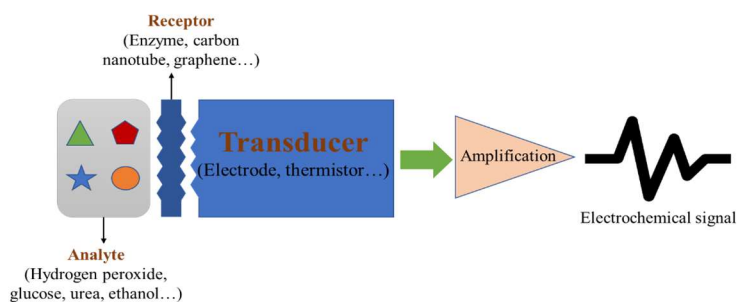 Receptor
(Enzyme, carbon
nanotube, graphene…)
Transducer
(Electrode, thermistor…)
Amplification
Electrochemical signal
Analyte
(Hydrogen peroxide,
glucose, urea, ethanol…)